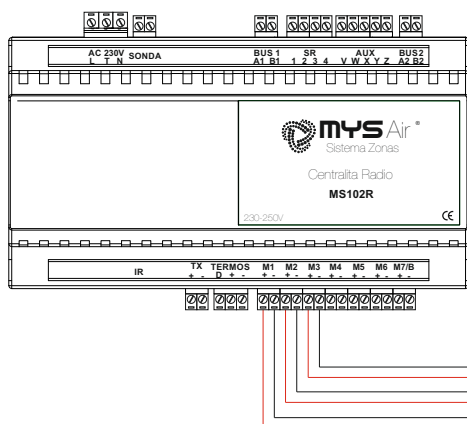 AC 230V SONDA BUS 1 SR AUX BUS2
L T N A1 B1 1 2 3 4 V W X Y Z A2 B2
MYS Air ®
Sistema Zonas
Centralita Radio
MS102R
230-250V CE
IR TX TERMOS M1 M2 M3 M4 M5 M6 M7/B
+ - D + - + - + - + - + - + - + - + -